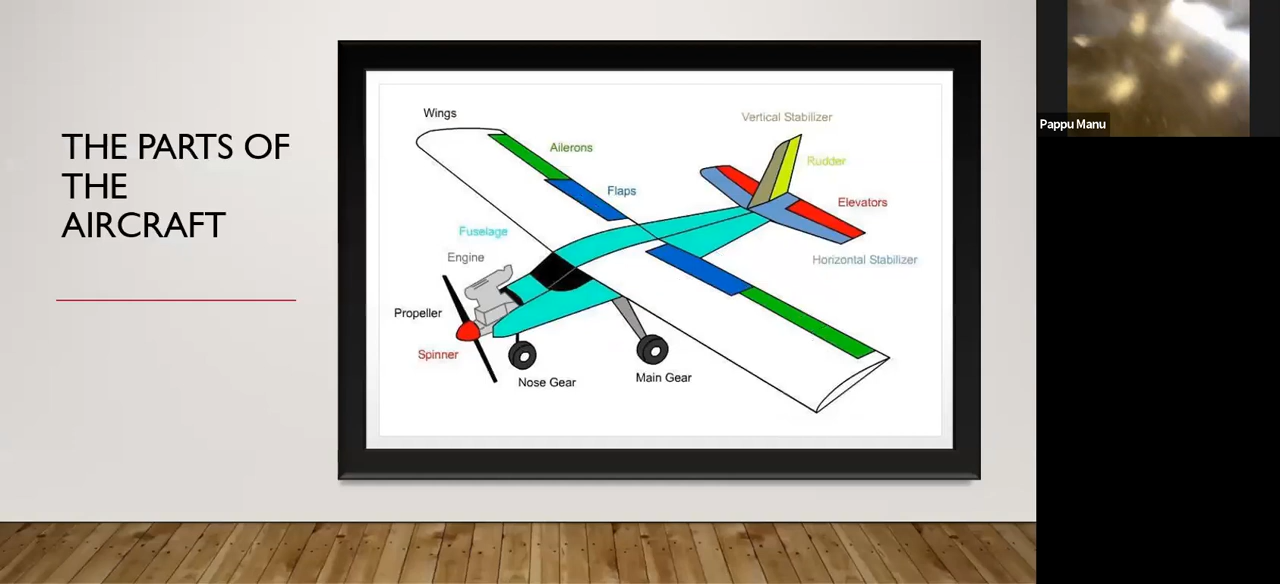 THE PARTS OF
THE
AIRCRAFT
Wings
Ailerons
Flaps
Fuselage
Engine
Propeller
Spinner
Nose Gear
Main Gear
Vertical Stabilizer
Rudder
Elevators
Horizontal Stabilizer
Pappu Manu